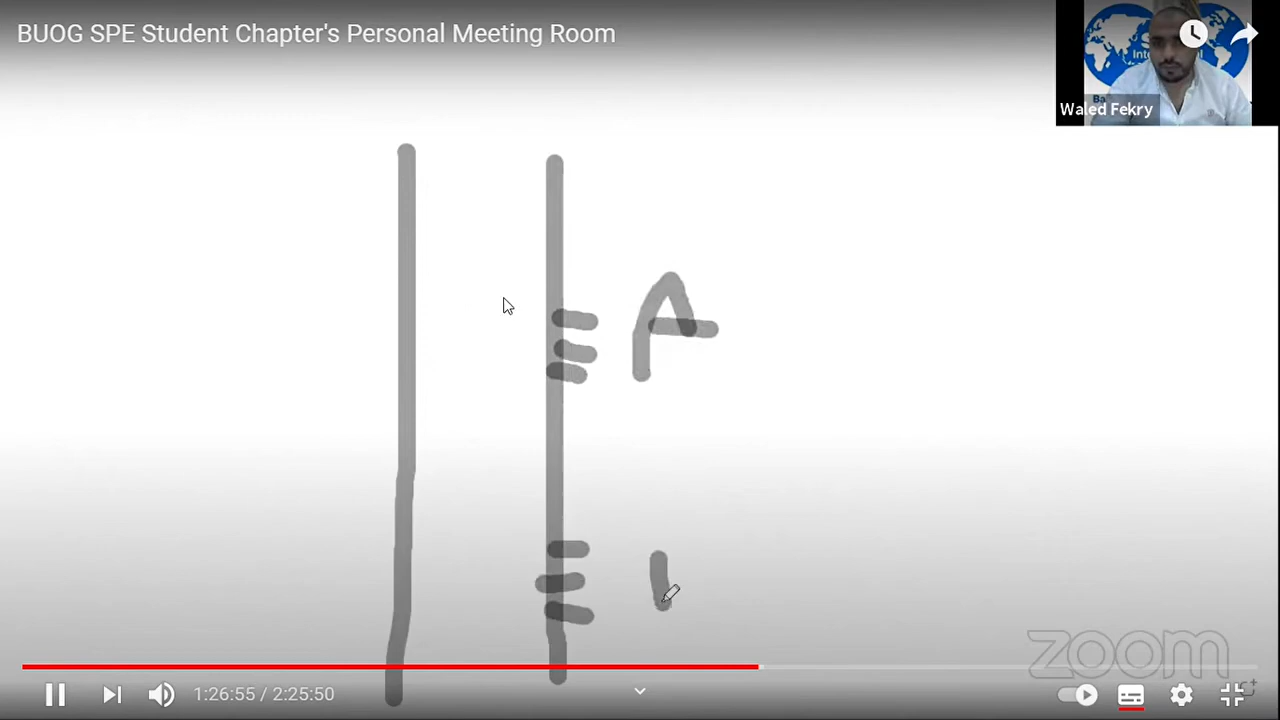 BUOG SPE Student Chapter's Personal Meeting Room
Waled Fekry
A
zoom
1:26:55 / 2:25:50